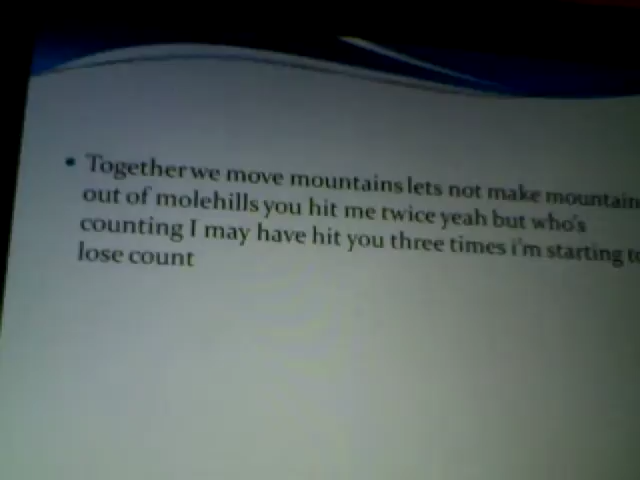 Together we move mountains lets not make mountain
out of molehills you hit me twice yeah but who's
counting I may have hit you three times i'm starting to
lose count